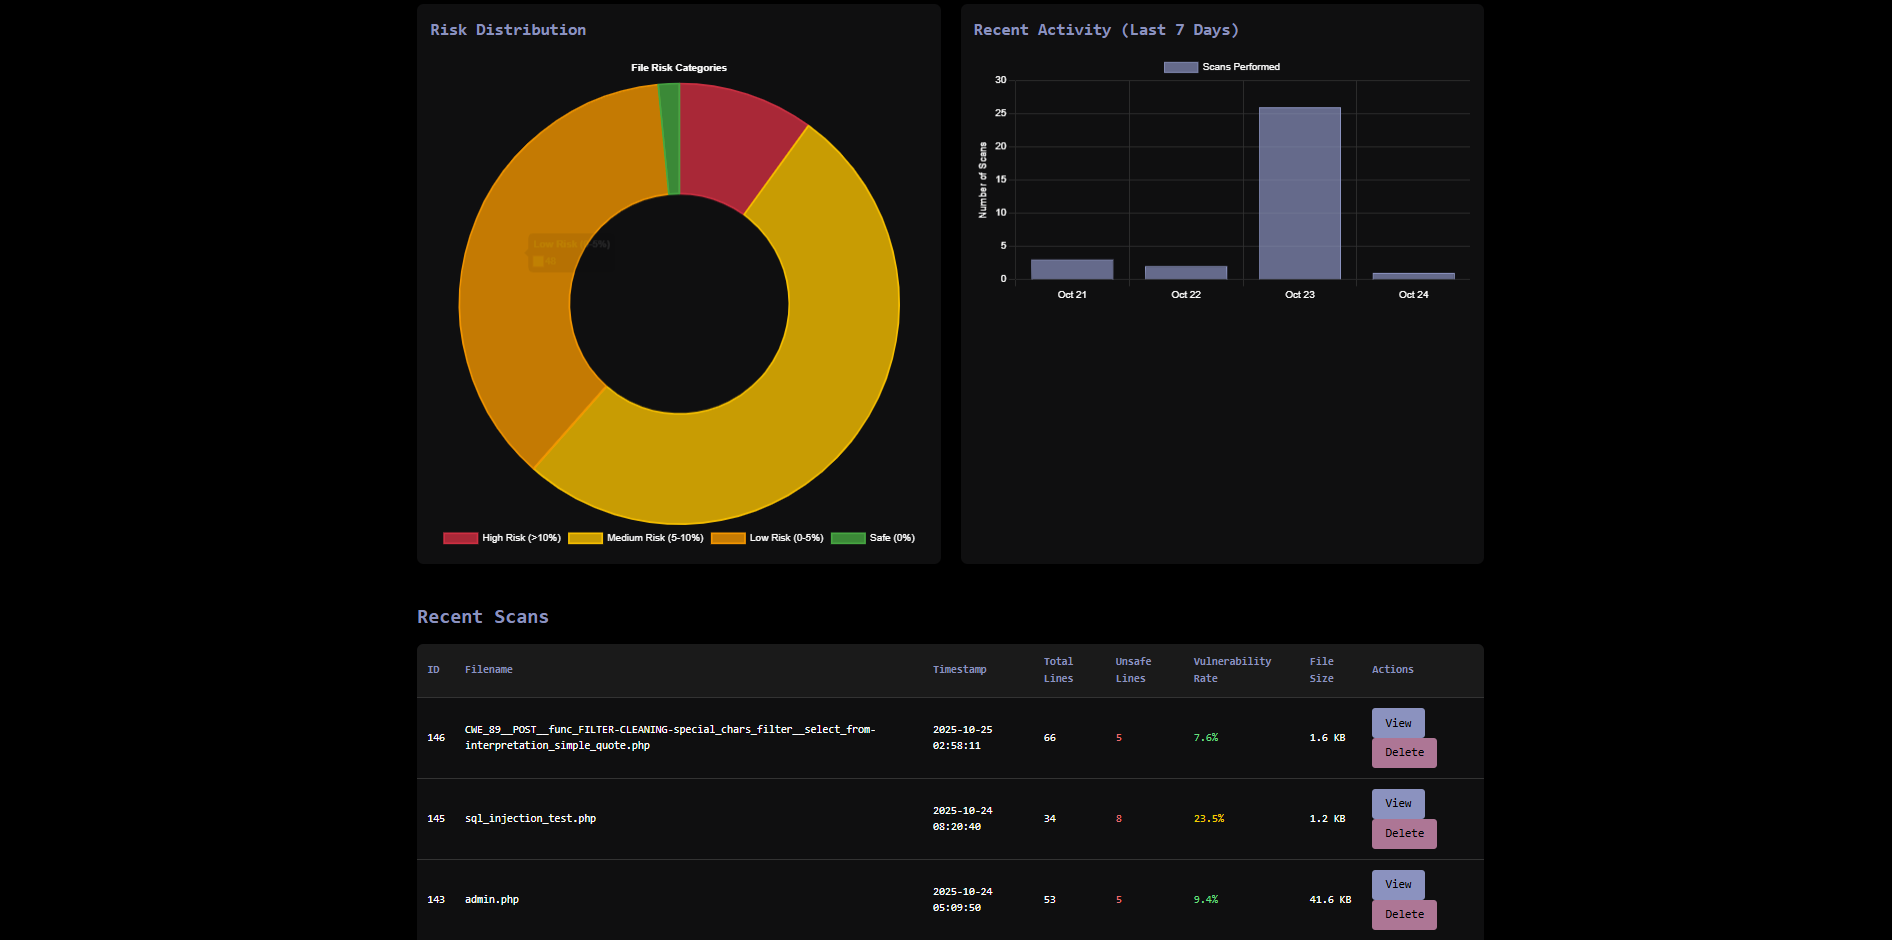 Risk Distribution
File Risk Categories
Low Risk (0-5%)
High Risk (>10%)
Medium Risk (5-10%)
Low Risk (0-5%)
Safe (0%)
Recent Activity (Last 7 Days)
Scans Performed
Number of Scans
30
25
20
15
10
5
0
Oct 21
Oct 22
Oct 23
Oct 24
Recent Scans
ID
Filename
Timestamp
Total
Lines
Unsafe
Lines
Vulnerability
Rate
File
Size
Actions
146
CWE_89__POST__func_FILTER-CLEANING-special_chars_filter__select_from-
interpretation_simple_quote.php
2025-10-25
02:58:11
66
5
7.6%
1.6 KB
View
Delete
145
sql_injection_test.php
2025-10-24
08:20:40
34
8
23.5%
1.2 KB
View
Delete
143
admin.php
2025-10-24
05:09:50
53
5
9.4%
41.6 KB
View
Delete